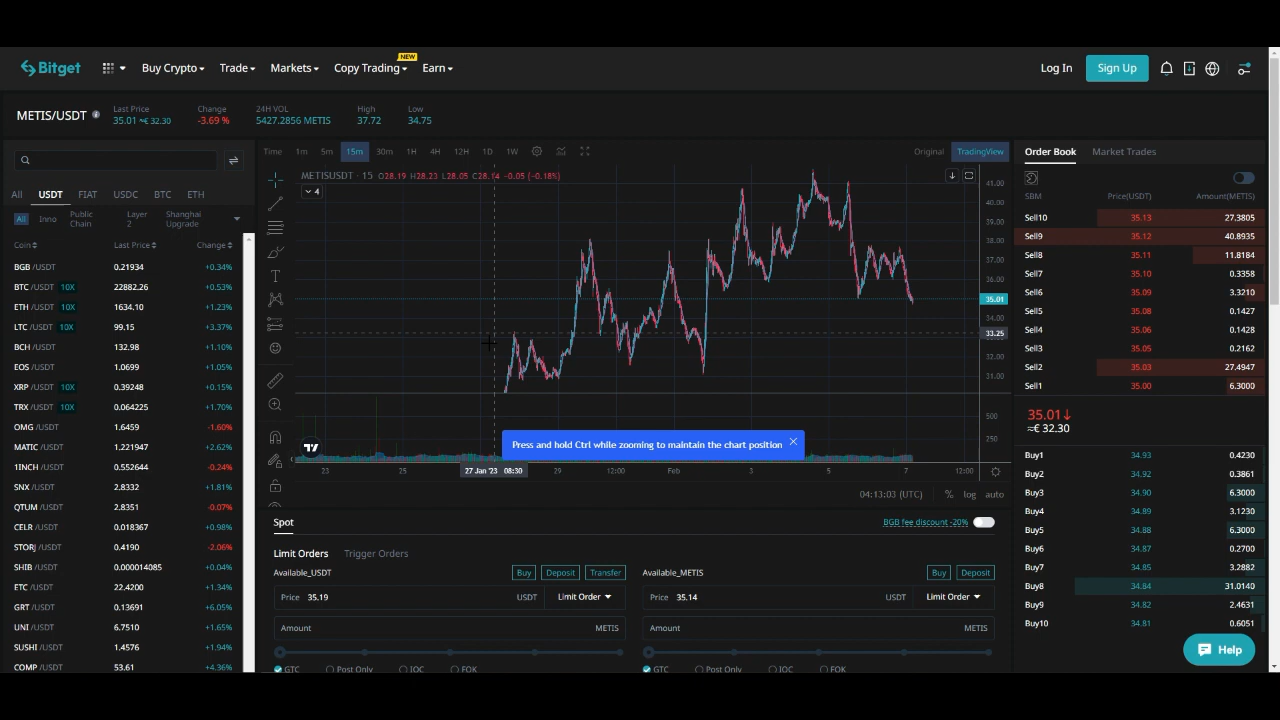 Bitget
Buy Crypto
Trade
Markets
Copy Trading
NEW
Earn
Log In
Sign Up
METIS/USDT
Last Price
35.01 ≈€ 32.30
Change
-3.69 %
24H VOL
5427.2856 METIS
High
37.72
Low
34.75
All USDT FIAT USDC BTC ETH
All Inno Public Chain Layer 2 Shanghai Upgrade
Coin Last Price Change
BGB /USDT 0.21934 +0.34%
BTC /USDT 10X 22882.26 +0.53%
ETH /USDT 10X 1634.10 +1.23%
LTC /USDT 10X 99.15 +3.37%
BCH /USDT 132.98 +1.10%
EOS /USDT 1.0699 +1.05%
XRP /USDT 10X 0.39248 +0.15%
TRX /USDT 10X 0.064225 +1.70%
OMG /USDT 1.6459 -1.60%
MATIC /USDT 1.221947 +2.62%
1INCH /USDT 0.552644 -0.24%
SNX /USDT 2.8332 +1.81%
QTUM /USDT 2.8351 -0.07%
CELR /USDT 0.018367 +0.98%
STORJ /USDT 0.4190 -2.06%
SHIB /USDT 0.000014085 +0.04%
ETC /USDT 22.4200 +1.34%
GRT /USDT 0.13691 +6.05%
UNI /USDT 6.7510 +1.65%
SUSHI /USDT 1.4576 +1.94%
COMP /USDT 53.61 +4.36%
Time 1m 5m 15m 30m 1H 4H 12H 1D 1W
Original TradingView
METISUSDT · 15 O28.19 H28.23 L28.05 C28.14 -0.05 (-0.18%)
4
41.00
40.00
39.00
38.00
37.00
36.00
35.01
34.00
33.25
32.00
31.00
500
250
Press and hold Ctrl while zooming to maintain the chart position
23 25 27 Jan '23 08:30 29 12:00 Feb 3 5 7 12:00
04:13:03 (UTC) % log auto
Spot
BGB fee discount -20%
Limit Orders Trigger Orders
Available_USDT Buy Deposit Transfer
Price 35.19 USDT Limit Order
Amount METIS
GTC Post Only IOC FOK
Available_METIS Buy Deposit
Price 35.14 USDT Limit Order
Amount METIS
GTC Post Only IOC FOK
Order Book Market Trades
SBM Price(USDT) Amount(METIS)
Sell10 35.13 27.3805
Sell9 35.12 40.8935
Sell8 35.11 11.8184
Sell7 35.10 0.3358
Sell6 35.09 3.3210
Sell5 35.08 0.1427
Sell4 35.06 0.1428
Sell3 35.05 0.2162
Sell2 35.03 27.4947
Sell1 35.00 6.3000
35.01↓
≈€ 32.30
Buy1 34.93 0.4230
Buy2 34.92 0.3861
Buy3 34.90 6.3000
Buy4 34.89 3.1230
Buy5 34.88 6.3000
Buy6 34.87 0.2700
Buy7 34.85 3.2882
Buy8 34.84 31.0140
Buy9 34.82 2.4631
Buy10 34.81 0.6051
Help